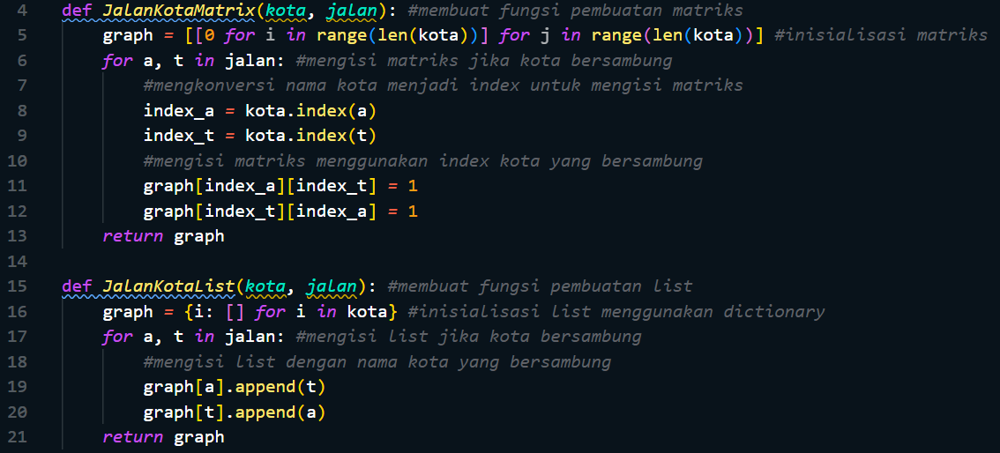 4 def JalanKotaMatrix(kota, jalan): #membuat fungsi pembuatan matriks
5     graph = [[0 for i in range(len(kota))] for j in range(len(kota))] #inisialisasi matriks
6     for a, t in jalan: #mengisi matriks jika kota bersambung
7         #mengkonversi nama kota menjadi index untuk mengisi matriks
8         index_a = kota.index(a)
9         index_t = kota.index(t)
10         #mengisi matriks menggunakan index kota yang bersambung
11         graph[index_a][index_t] = 1
12         graph[index_t][index_a] = 1
13     return graph
14
15 def JalanKotaList(kota, jalan): #membuat fungsi pembuatan list
16     graph = {i: [] for i in kota} #inisialisasi list menggunakan dictionary
17     for a, t in jalan: #mengisi list jika kota bersambung
18         #mengisi list dengan nama kota yang bersambung
19         graph[a].append(t)
20         graph[t].append(a)
21     return graph